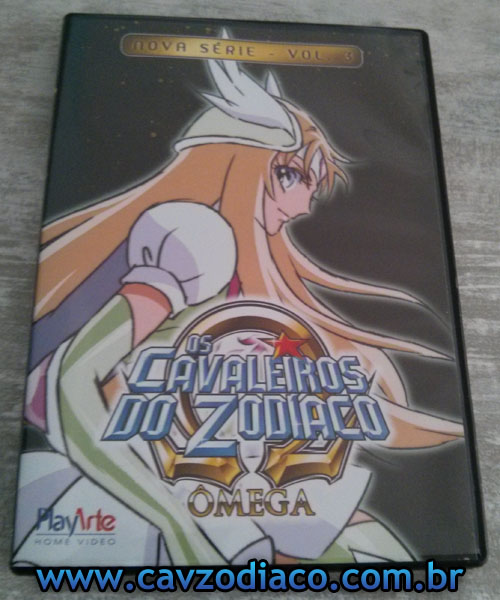 NOVA SÉRIE - VOL. 3
OS
CAVALEIROS
DO ZODÍACO
ÔMEGA
PlayArte
HOME VIDEO
www.cavzodiaco.com.br